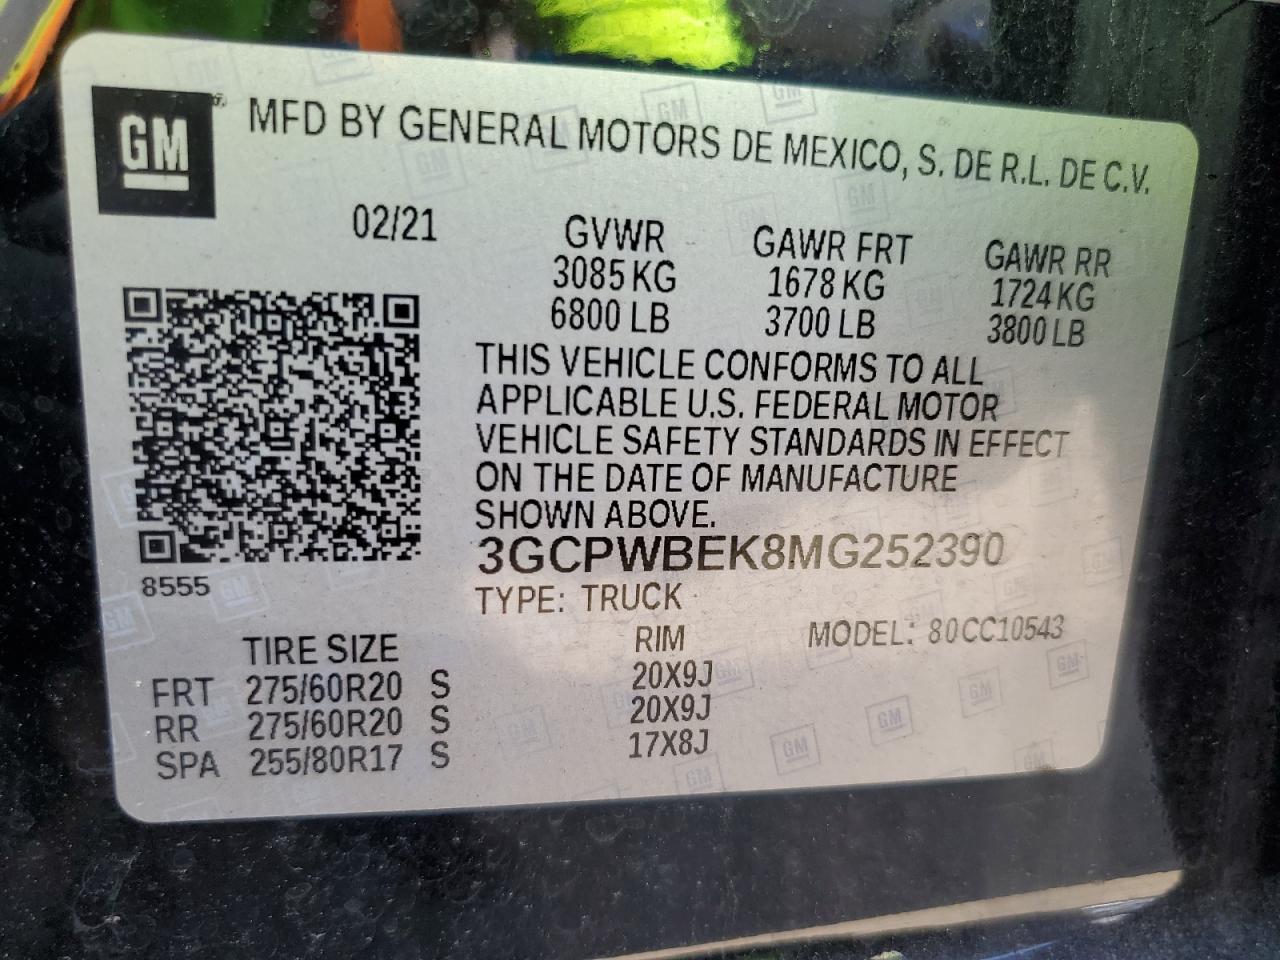 GM
MFD BY GENERAL MOTORS DE MEXICO, S. DE R.L. DE C.V.
02/21
GVWR GAWR FRT GAWR RR
3085 KG 1678 KG 1724 KG
6800 LB 3700 LB 3800 LB
THIS VEHICLE CONFORMS TO ALL
APPLICABLE U.S. FEDERAL MOTOR
VEHICLE SAFETY STANDARDS IN EFFECT
ON THE DATE OF MANUFACTURE
SHOWN ABOVE.
3GCPWBEK8MG252390
8555
TYPE: TRUCK
TIRE SIZE RIM MODEL: 80CC10543
FRT 275/60R20 S 20X9J
RR 275/60R20 S 20X9J
SPA 255/80R17 S 17X8J